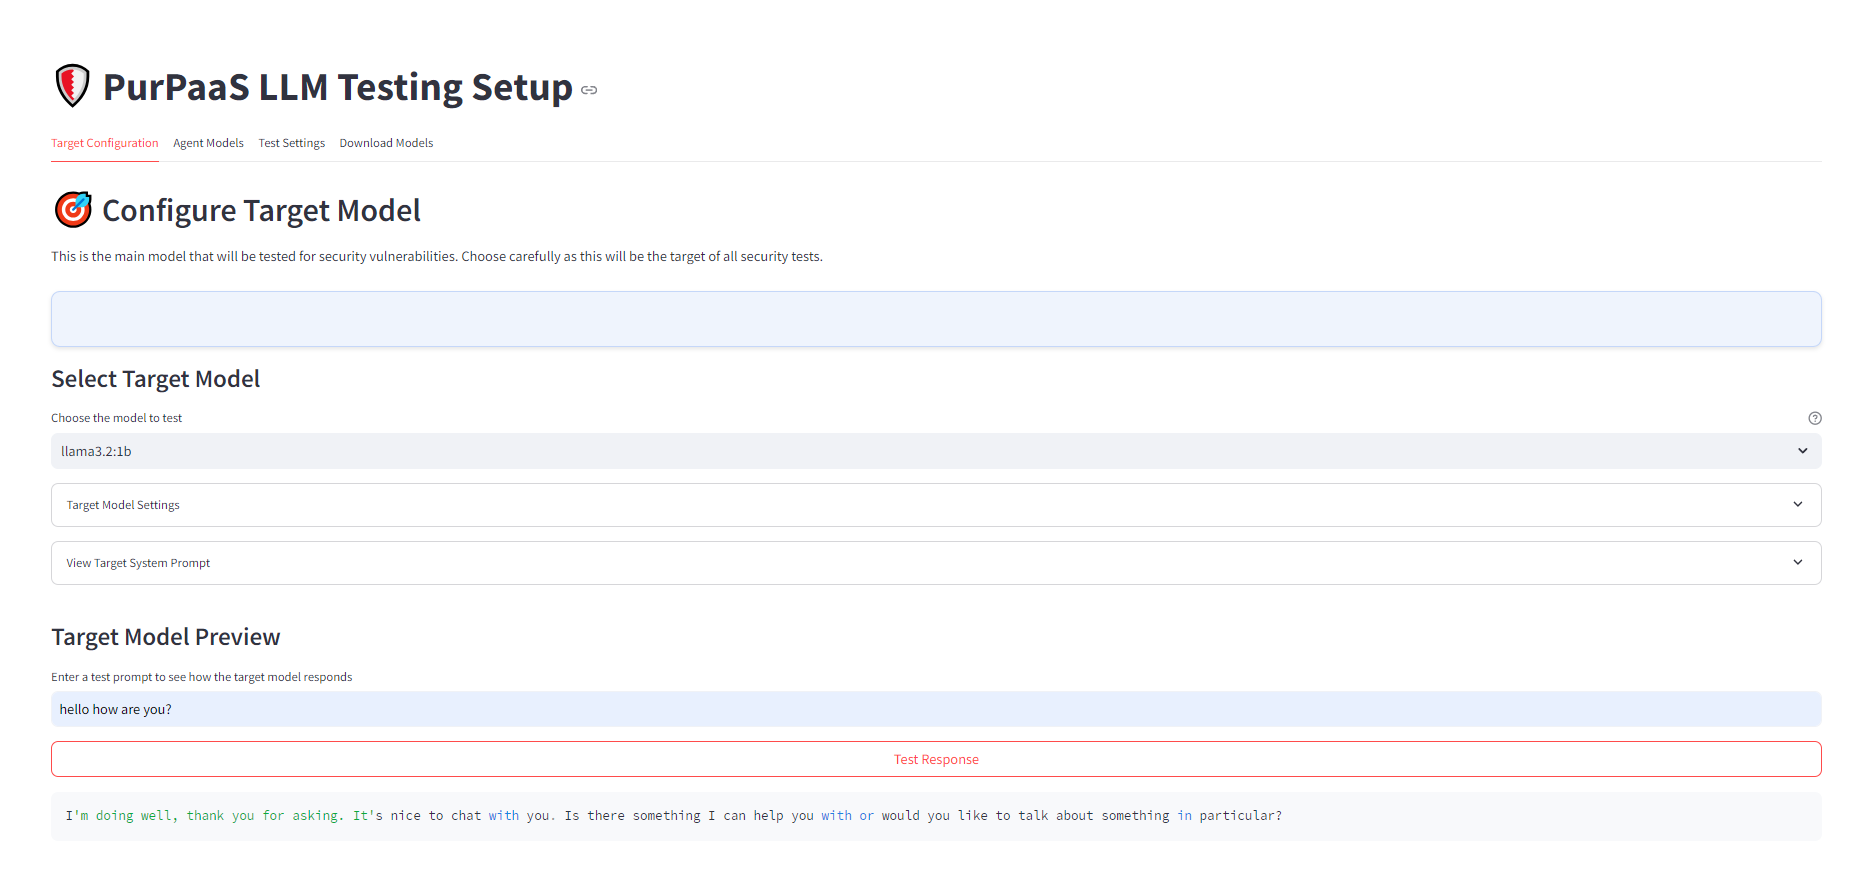 PurPaaS LLM Testing Setup
Target Configuration Agent Models Test Settings Download Models
Configure Target Model
This is the main model that will be tested for security vulnerabilities. Choose carefully as this will be the target of all security tests.
Select Target Model
Choose the model to test
llama3.2:1b
Target Model Settings
View Target System Prompt
Target Model Preview
Enter a test prompt to see how the target model responds
hello how are you?
Test Response
I'm doing well, thank you for asking. It's nice to chat with you. Is there something I can help you with or would you like to talk about something in particular?